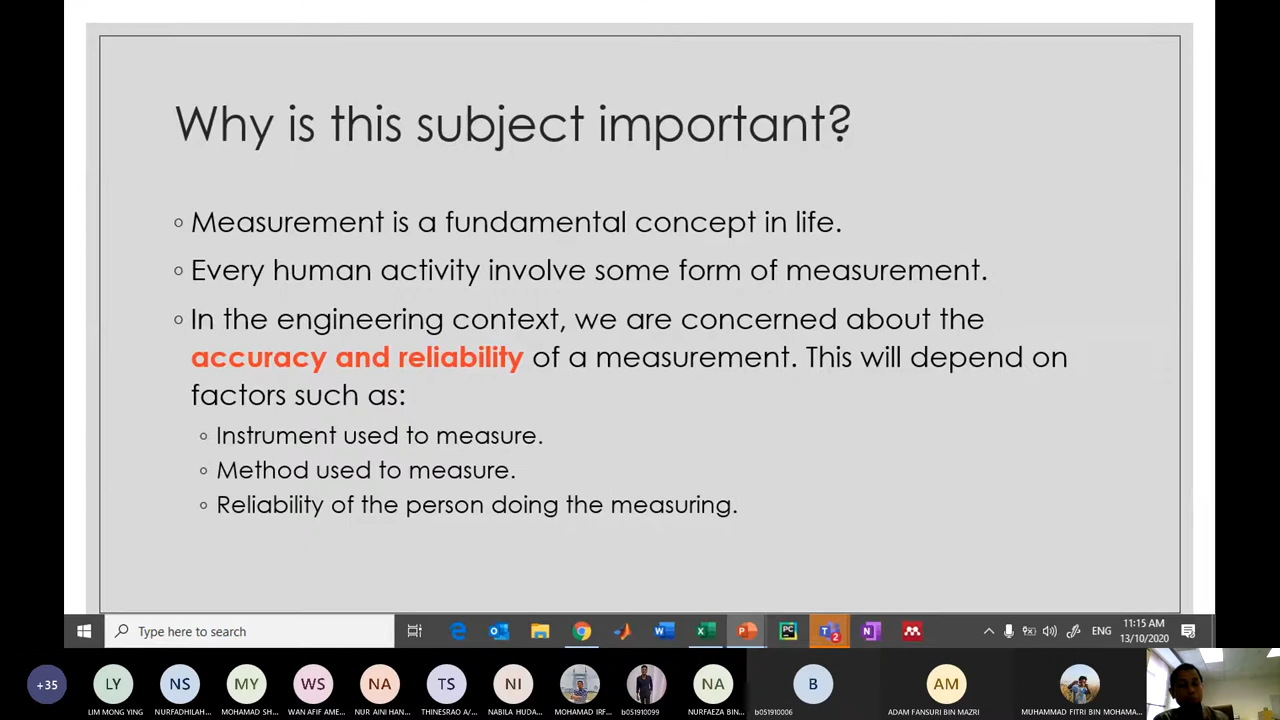 Why is this subject important?
◦ Measurement is a fundamental concept in life.
◦ Every human activity involve some form of measurement.
◦ In the engineering context, we are concerned about the
accuracy and reliability of a measurement. This will depend on
factors such as:
◦ Instrument used to measure.
◦ Method used to measure.
◦ Reliability of the person doing the measuring.
Type here to search
ENG
11:15 AM
13/10/2020
+35
LY
NS
MY
WS
NA
TS
NI
NA
B
AM
LIM MONG YING
NURFADHILAH...
MOHAMAD SH...
WAN AFIF AME...
NUR AINI HAN...
THINESRAO A/...
NABILA HUDA...
MOHAMAD IRF...
b051910099
NURFAEZA BIN...
b051910006
ADAM FANSURI BIN MAZRI
MUHAMMAD FITRI BIN MOHAMA...